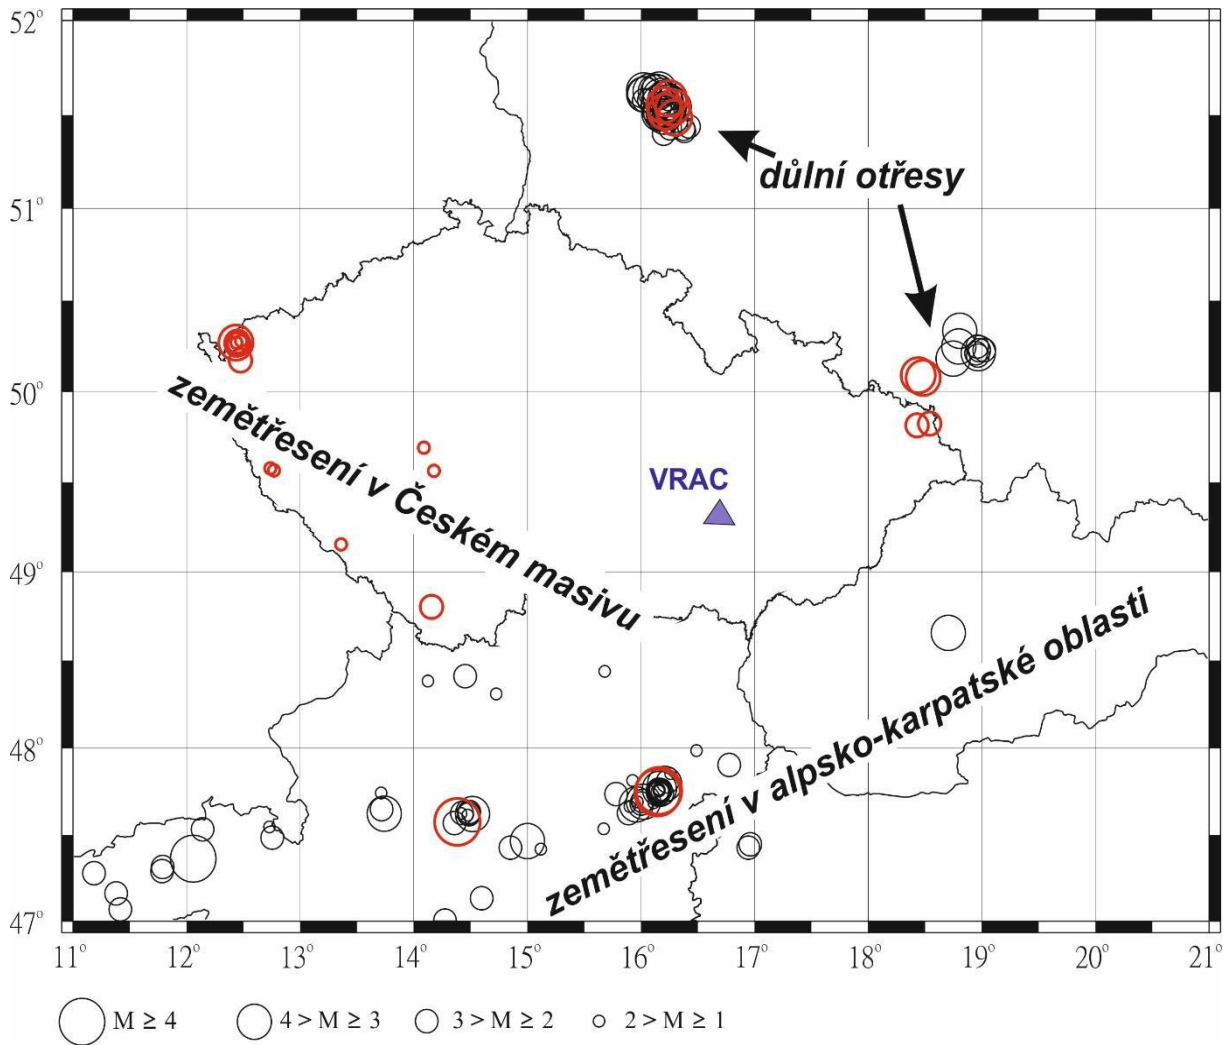 52°
důlní otřesy
51°
50°
zemětřesení v Českém masivu
VRAC
49°
zemětřesení v alpsko-karpatské oblasti
48°
47°
11° 12° 13° 14° 15° 16° 17° 18° 19° 20° 21°
M ≥ 4 4 > M ≥ 3 3 > M ≥ 2 2 > M ≥ 1